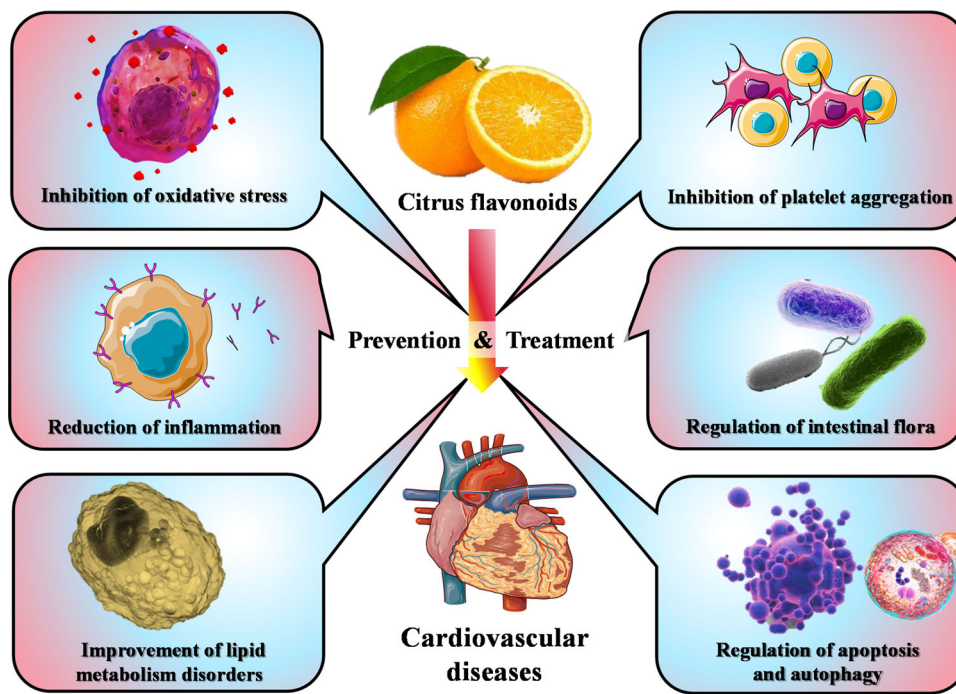 Inhibition of oxidative stress
Citrus flavonoids
Inhibition of platelet aggregation
Reduction of inflammation
Prevention & Treatment
Regulation of intestinal flora
Improvement of lipid
metabolism disorders
Cardiovascular
diseases
Regulation of apoptosis
and autophagy